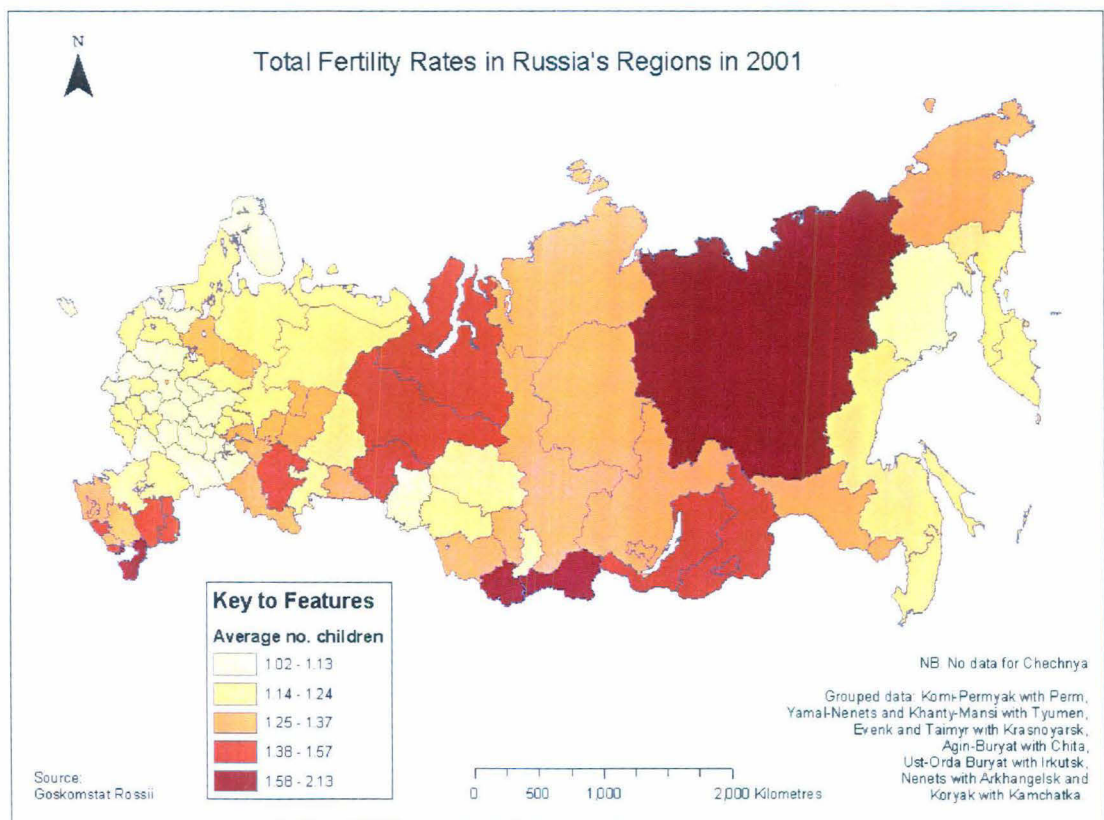 N
Total Fertility Rates in Russia's Regions in 2001
Key to Features
Average no. children
1.02 - 1.13
1.14 - 1.24
1.25 - 1.37
1.38 - 1.57
1.58 - 2.13
Source:
Goskomstat Rossii
0 500 1,000 2,000 Kilometres
NB. No data for Chechnya
Grouped data: Komi-Permyak with Perm,
Yamal-Nenets and Khanty-Mansi with Tyumen,
Evenk and Taimyr with Krasnoyarsk,
Agin-Buryat with Chita,
Ust-Orda Buryat with Irkutsk,
Nenets with Arkhangelsk and
Koryak with Kamchatka